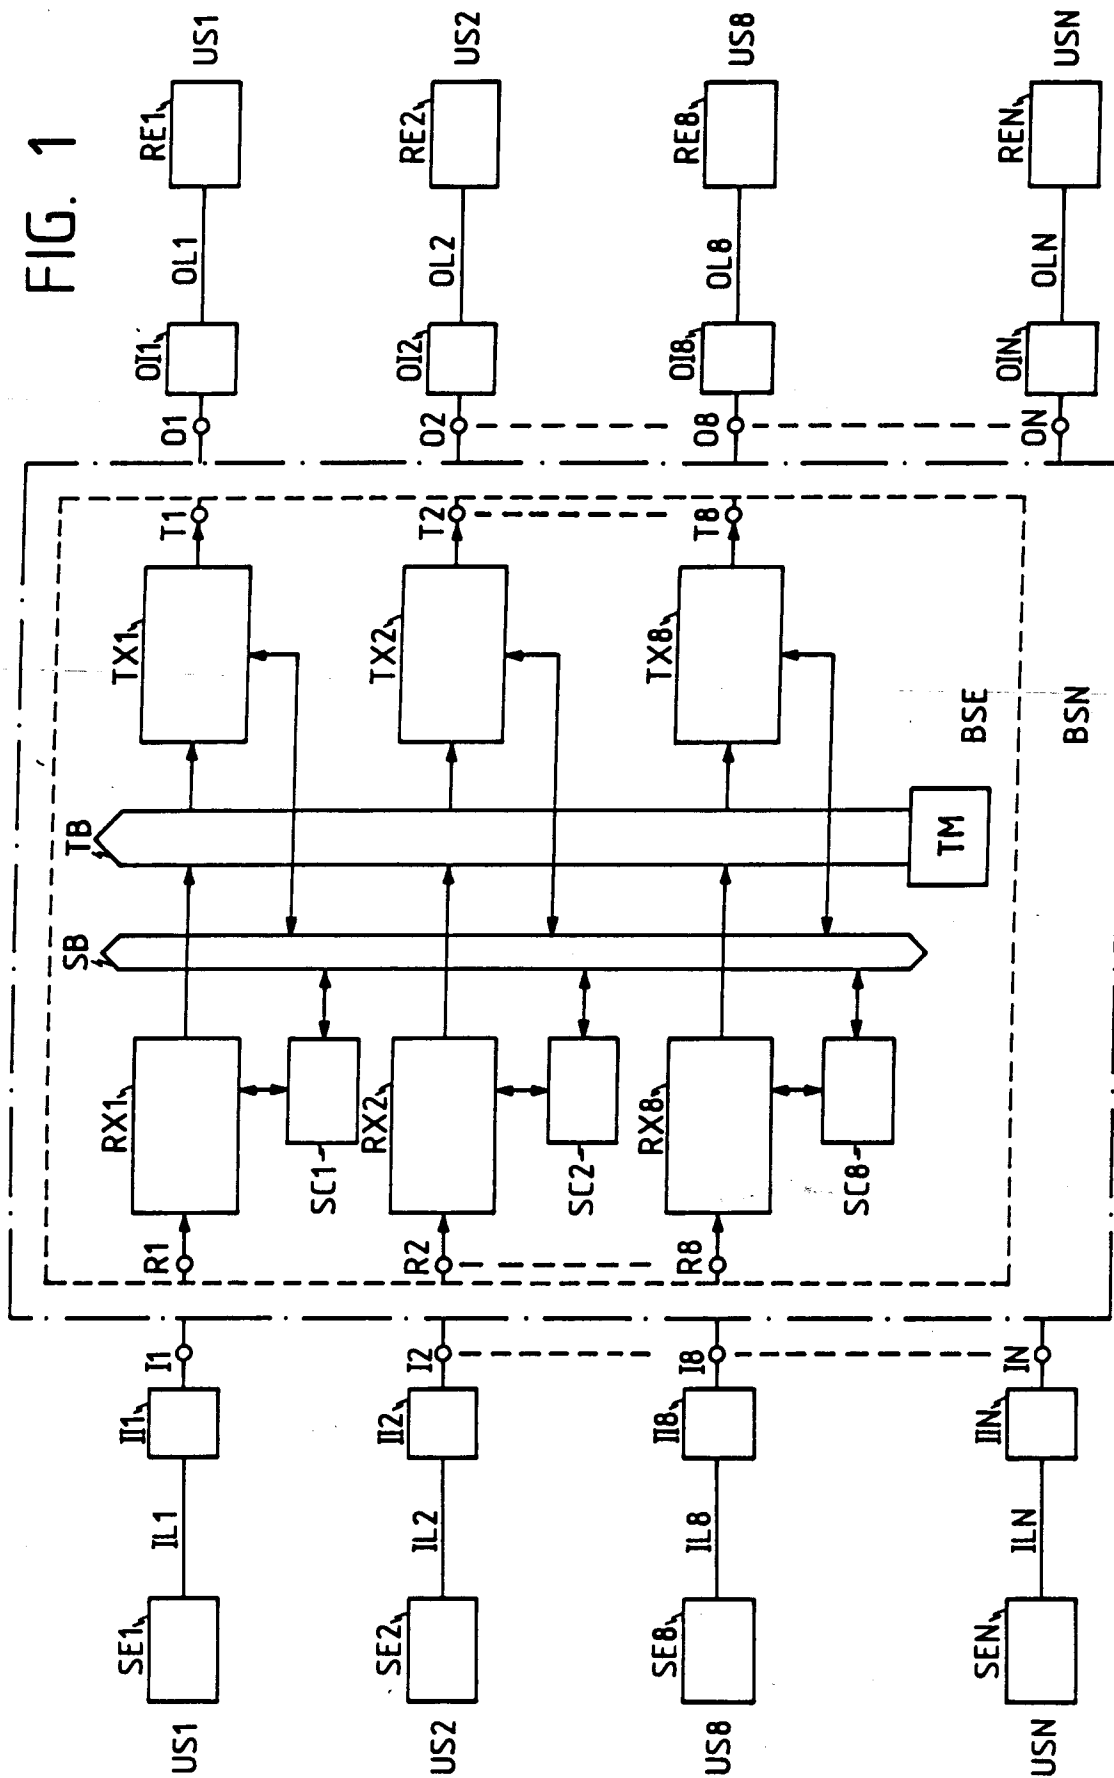 FIG. 1
US1
SE1
IL1
II1
I1
R1
RX1
SC1
SB
TB
TX1
T1
O1
OI1
OL1
RE1
US1
US2
SE2
IL2
II2
I2
R2
RX2
SC2
TX2
T2
O2
OI2
OL2
RE2
US2
US8
SE8
IL8
II8
I8
R8
RX8
SC8
TX8
T8
O8
OI8
OL8
RE8
US8
TM
BSE
BSN
USN
SEN
ILN
IIN
IN
ON
OIN
OLN
REN
USN